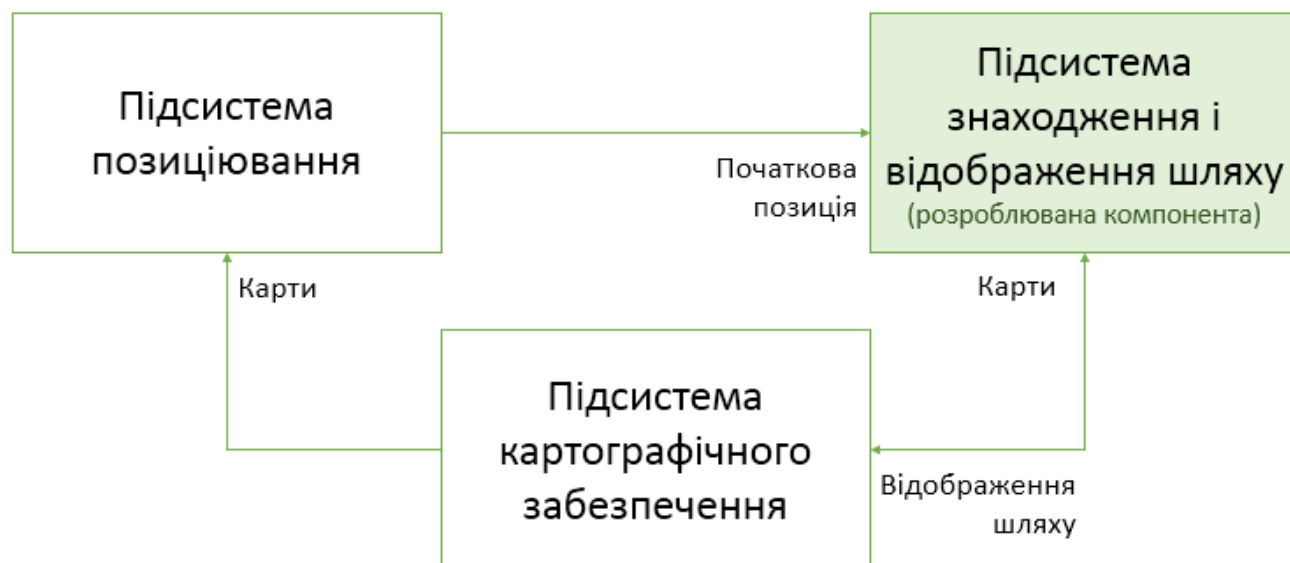 Підсистема
позиціювання
Підсистема
знаходження і
відображення шляху
(розроблювана компонента)
Початкова
позиція
Карти
Карти
Підсистема
картографічного
забезпечення
Відображення
шляху